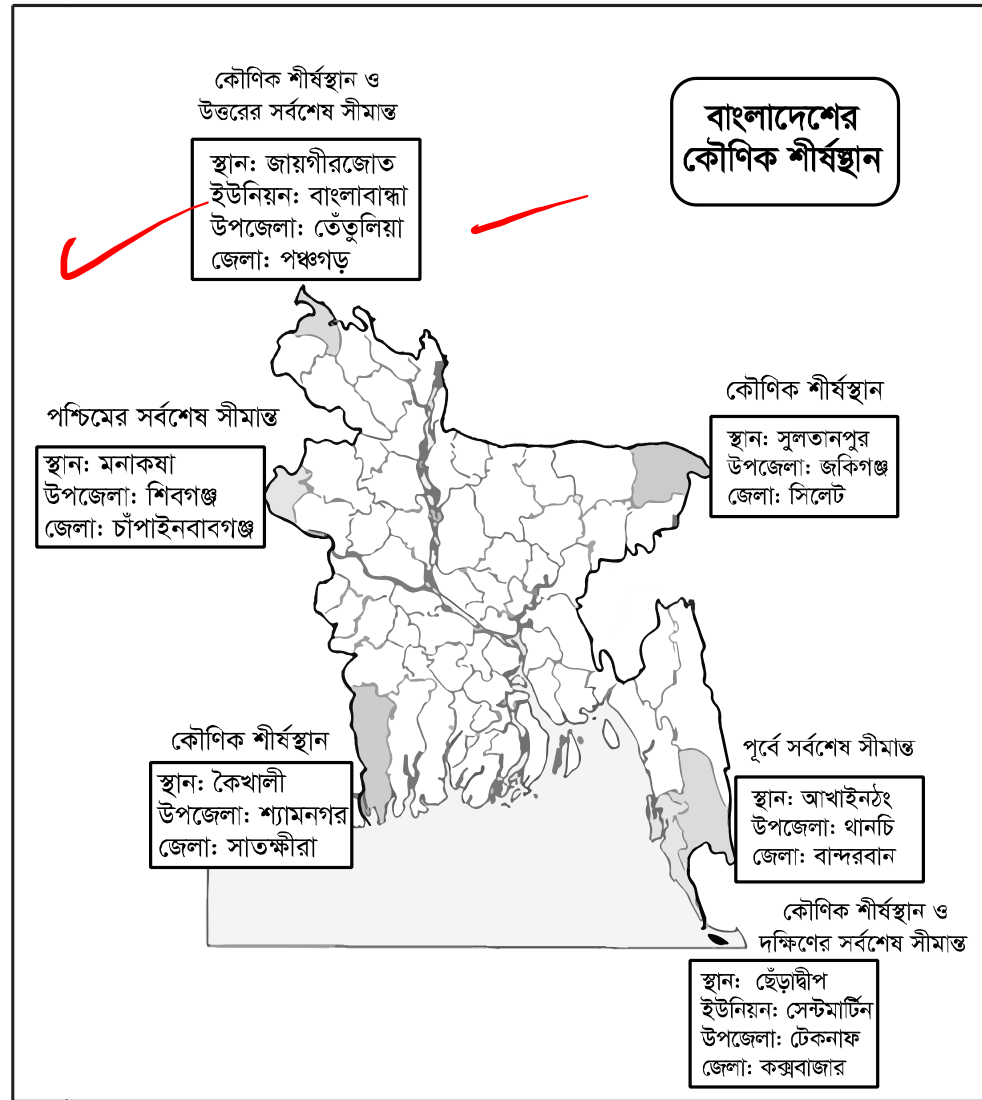 কৌণিক শীর্ষস্থান ও
উত্তরের সর্বশেষ সীমান্ত
স্থান: জায়গীরজোত
ইউনিয়ন: বাংলাবান্ধা
উপজেলা: তেঁতুলিয়া
জেলা: পঞ্চগড়
বাংলাদেশের
কৌণিক শীর্ষস্থান
কৌণিক শীর্ষস্থান
স্থান: সুলতানপুর
উপজেলা: জকিগঞ্জ
জেলা: সিলেট
পশ্চিমের সর্বশেষ সীমান্ত
স্থান: মনাকষা
উপজেলা: শিবগঞ্জ
জেলা: চাঁপাইনবাবগঞ্জ
কৌণিক শীর্ষস্থান
স্থান: কৈখালী
উপজেলা: শ্যামনগর
জেলা: সাতক্ষীরা
পূর্বে সর্বশেষ সীমান্ত
স্থান: আখাইনঠং
উপজেলা: থানচি
জেলা: বান্দরবান
কৌণিক শীর্ষস্থান ও
দক্ষিণের সর্বশেষ সীমান্ত
স্থান: ছেঁড়াদ্বীপ
ইউনিয়ন: সেন্টমার্টিন
উপজেলা: টেকনাফ
জেলা: কক্সবাজার